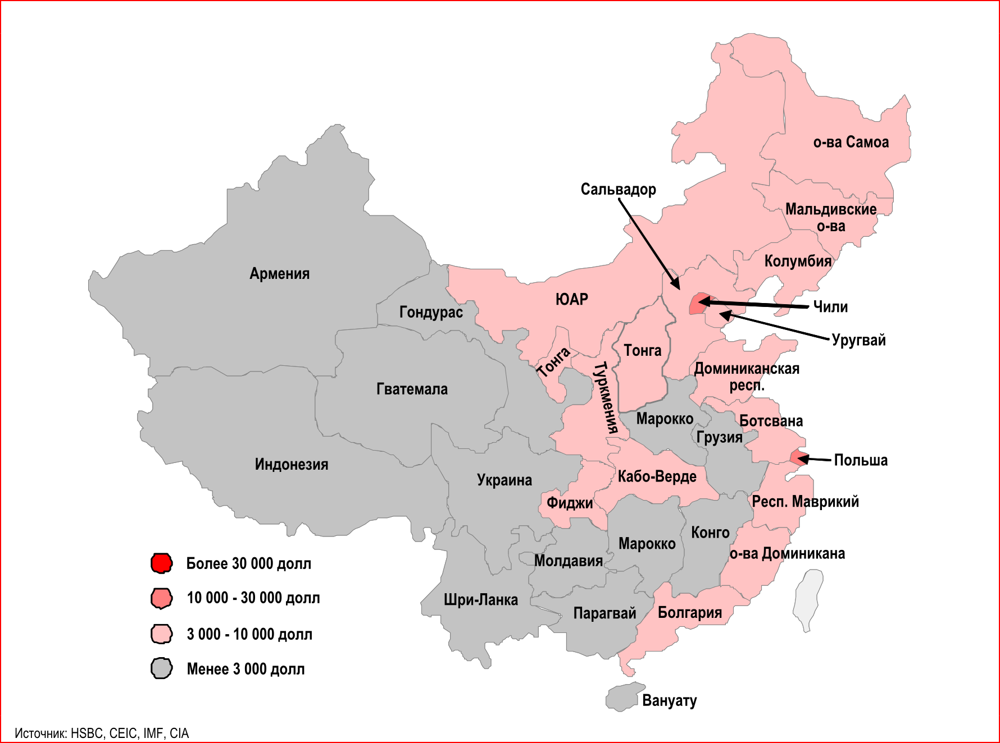 о-ва Самоа
Сальвадор
Мальдивские
о-ва
Колумбия
Армения
ЮАР
Чили
Гондурас
Уругвай
Тонга
Тонга
Доминиканская
респ.
Гватемала
Туркмения
Марокко
Ботсвана
Грузия
Польша
Индонезия
Украина
Кабо-Верде
Фиджи
Респ. Маврикий
Конго
Марокко
о-ва Доминикана
Молдавия
Шри-Ланка
Парагвай
Болгария
Вануату
Более 30 000 долл
10 000 - 30 000 долл
3 000 - 10 000 долл
Менее 3 000 долл
Источник: HSBC, CEIC, IMF, CIA